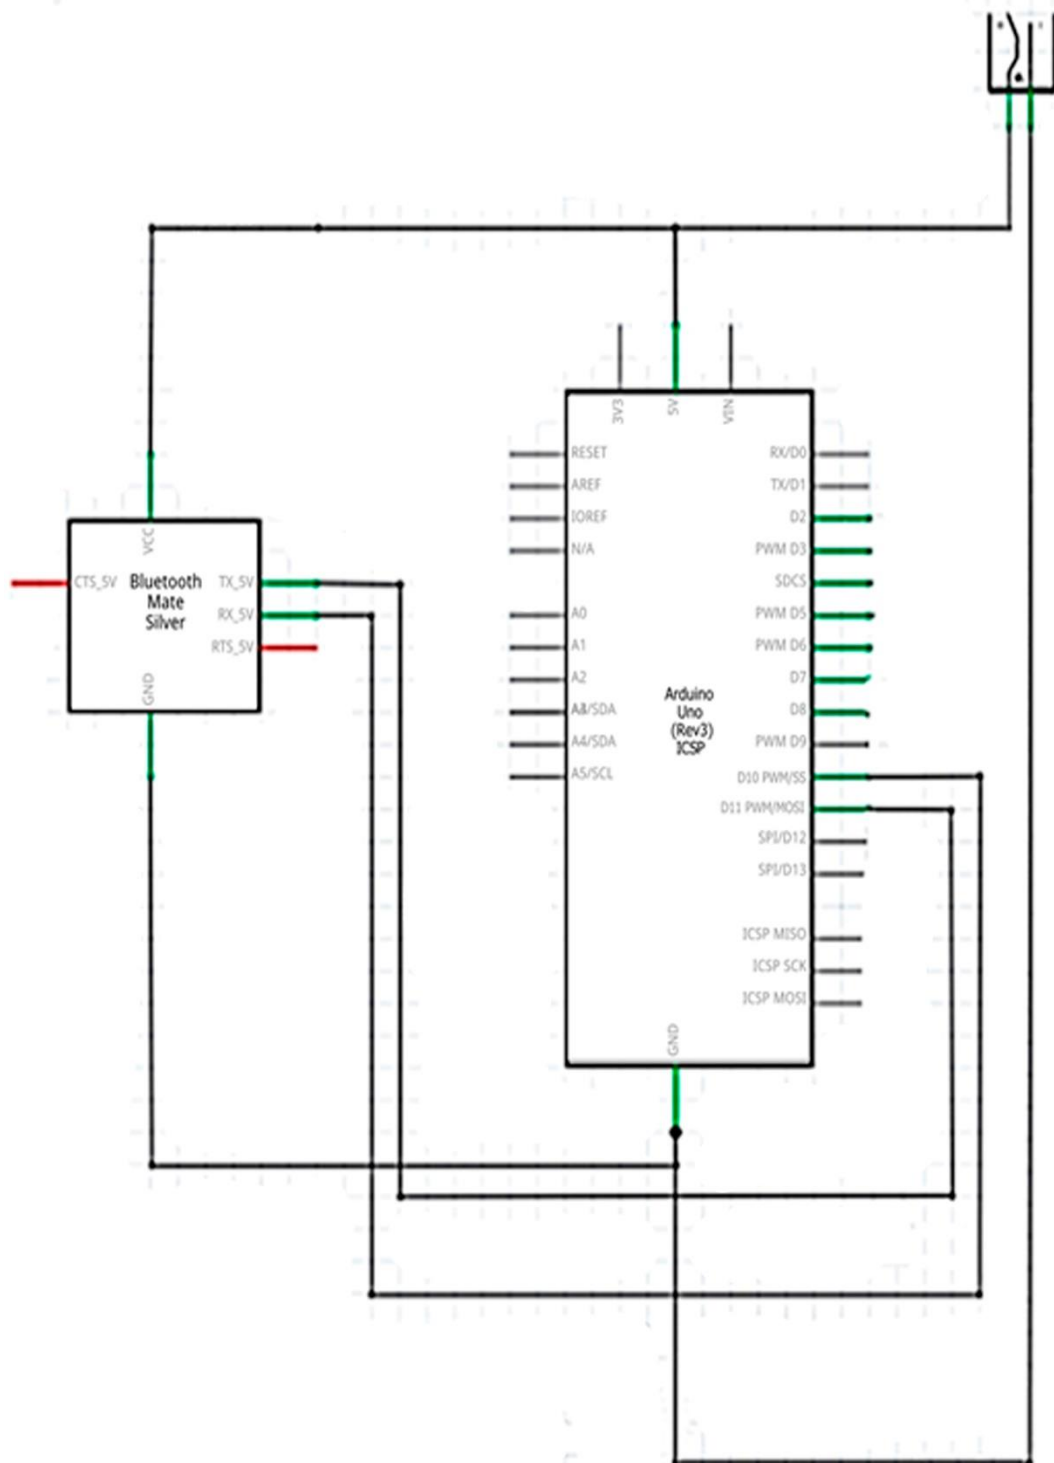 3V3
5V
VIN
RESET
AREF
IOREF
N/A
A0
A1
A2
A3/SDA
A4/SDA
A5/SCL
RX/D0
TX/D1
D2
PWM D3
SDCS
PWM D5
PWM D6
D7
D8
PWM D9
D10 PWM/SS
D11 PWM/MOSI
SPI/D12
SPI/D13
ICSP MISO
ICSP SCK
ICSP MOSI
GND
Arduino
Uno
(Rev3)
ICSP
VCC
CTS_5V
Bluetooth
Mate
Silver
TX_5V
RX_5V
RTS_5V
GND